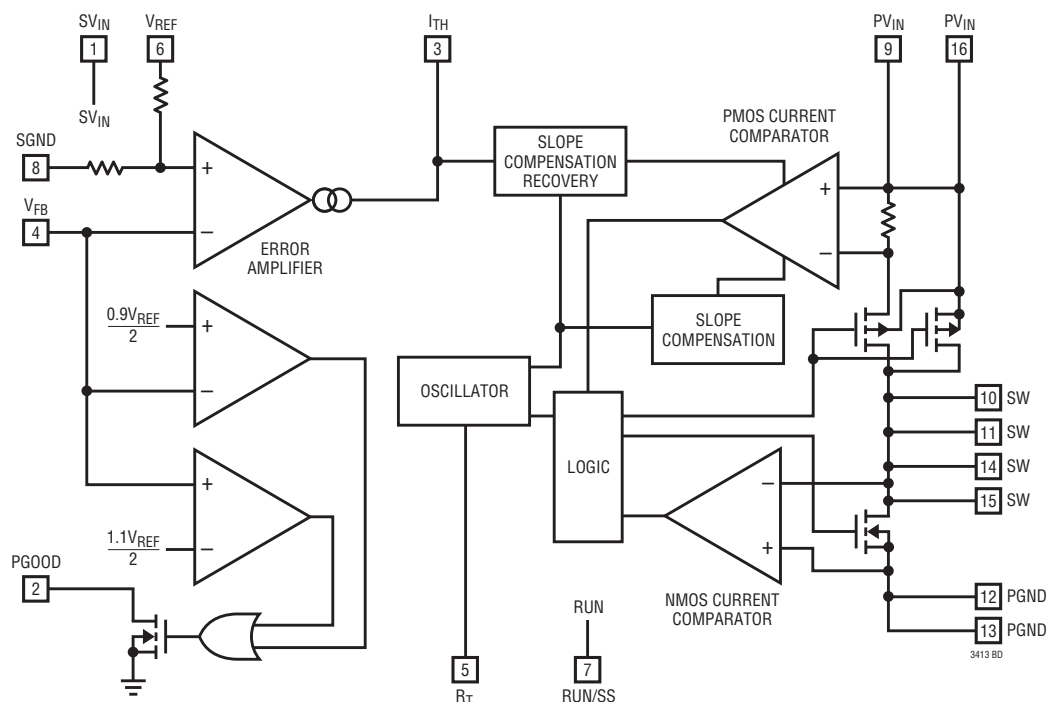 SVIN
1
SVIN
VREF
6
ITH
3
PVIN
9
PVIN
16
SGND
8
VFB
4
+
–
ERROR
AMPLIFIER
SLOPE
COMPENSATION
RECOVERY
PMOS CURRENT
COMPARATOR
+
–
SLOPE
COMPENSATION
0.9VREF
2
+
–
OSCILLATOR
LOGIC
10 SW
11 SW
14 SW
15 SW
+
–
1.1VREF
2
–
+
NMOS CURRENT
COMPARATOR
PGOOD
2
RUN
12 PGND
13 PGND
3413 BD
5
RT
7
RUN/SS